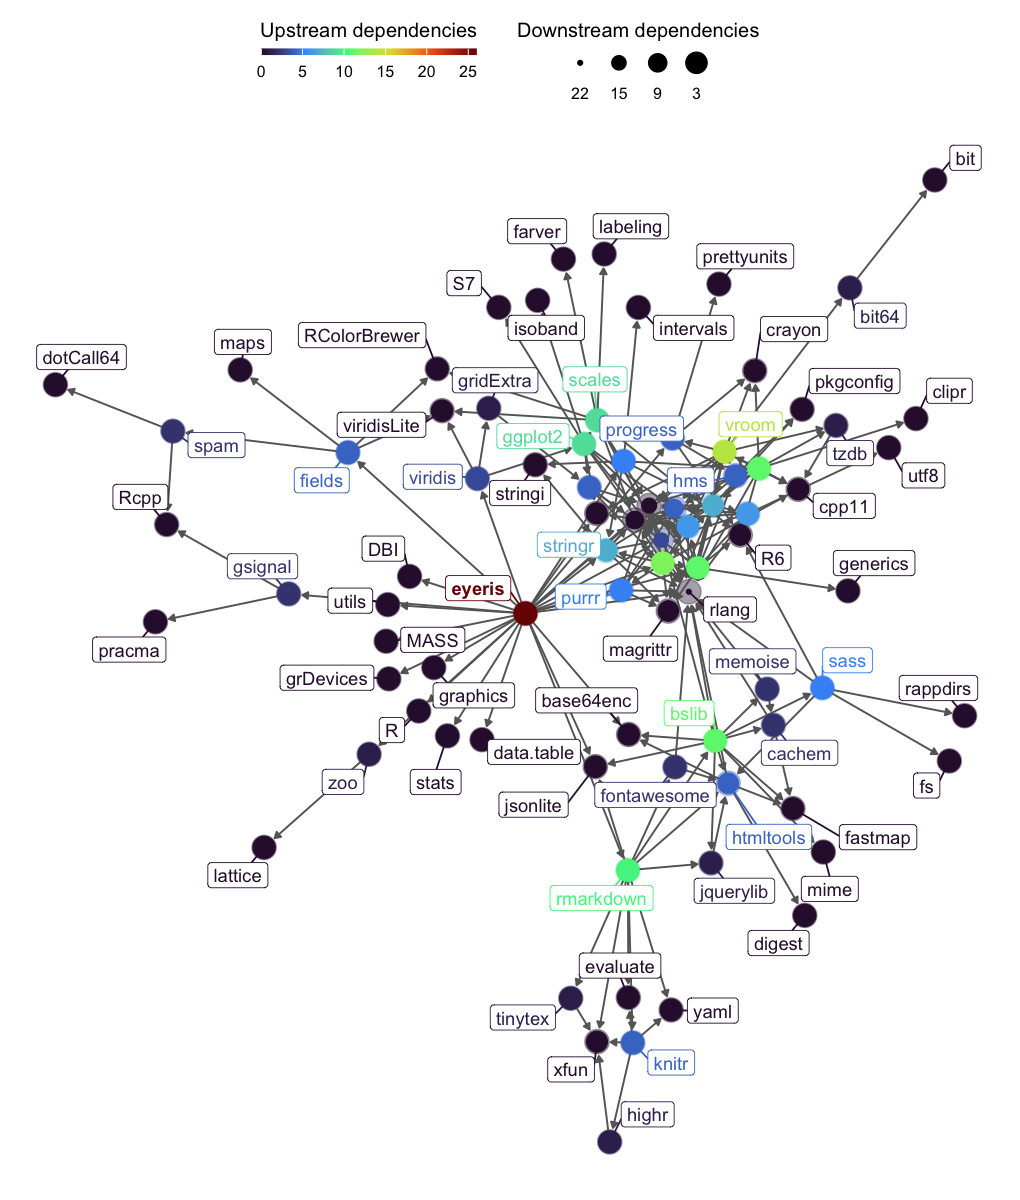 Upstream dependencies
0 5 10 15 20 25
Downstream dependencies
22 15 9 3
bit
farver
labeling
prettyunits
S7
isoband
intervals
crayon
bit64
RColorBrewer
maps
dotCall64
gridExtra
scales
pkgconfig
clipr
viridisLite
ggplot2
progress
vroom
spam
fields
viridis
stringi
hms
tzdb
utf8
Rcpp
cpp11
DBI
stringr
R6
gsignal
eyeris
generics
utils
purrr
rlang
pracma
MASS
magrittr
grDevices
graphics
memoise
sass
rappdirs
base64enc
bslib
R
data.table
cachem
zoo
stats
jsonlite
fontawesome
fs
htmltools
fastmap
lattice
rmarkdown
jquerylib
mime
digest
evaluate
tinytex
yaml
xfun
knitr
highr